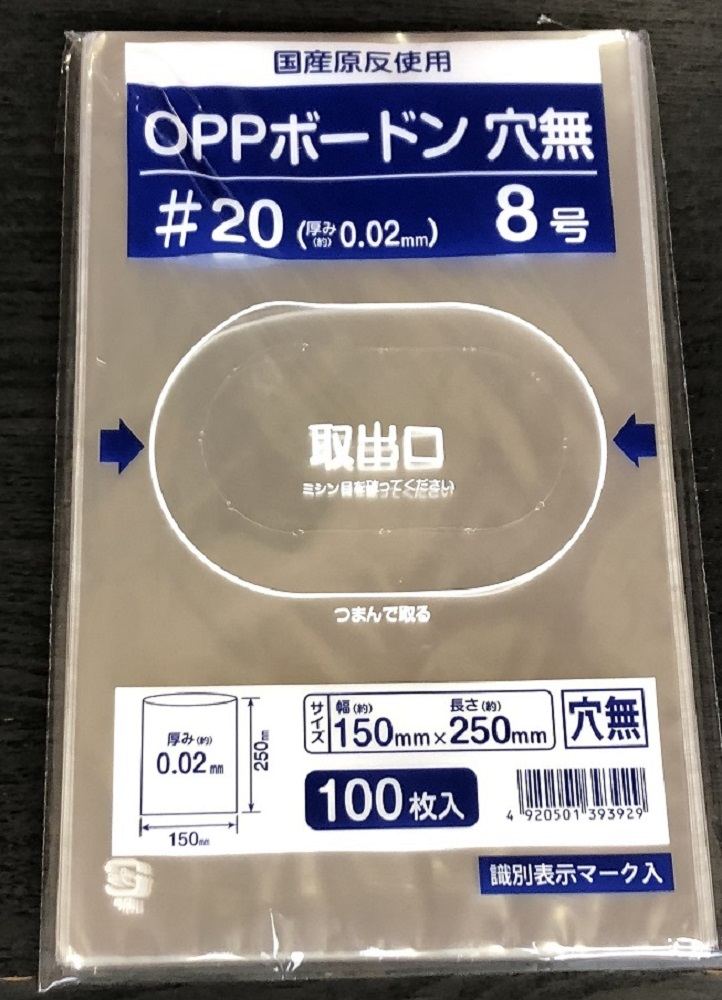 国産原反使用
OPPボードン 穴無
#20 (厚み(約)0.02mm) 8号
取出口
ミシン目を破ってください
つまんで取る
厚み(約)
0.02mm
250mm
150mm
サイズ
幅(約) 長さ(約)
150mm×250mm
穴無
100枚入
4 920501 393929
識別表示マーク入